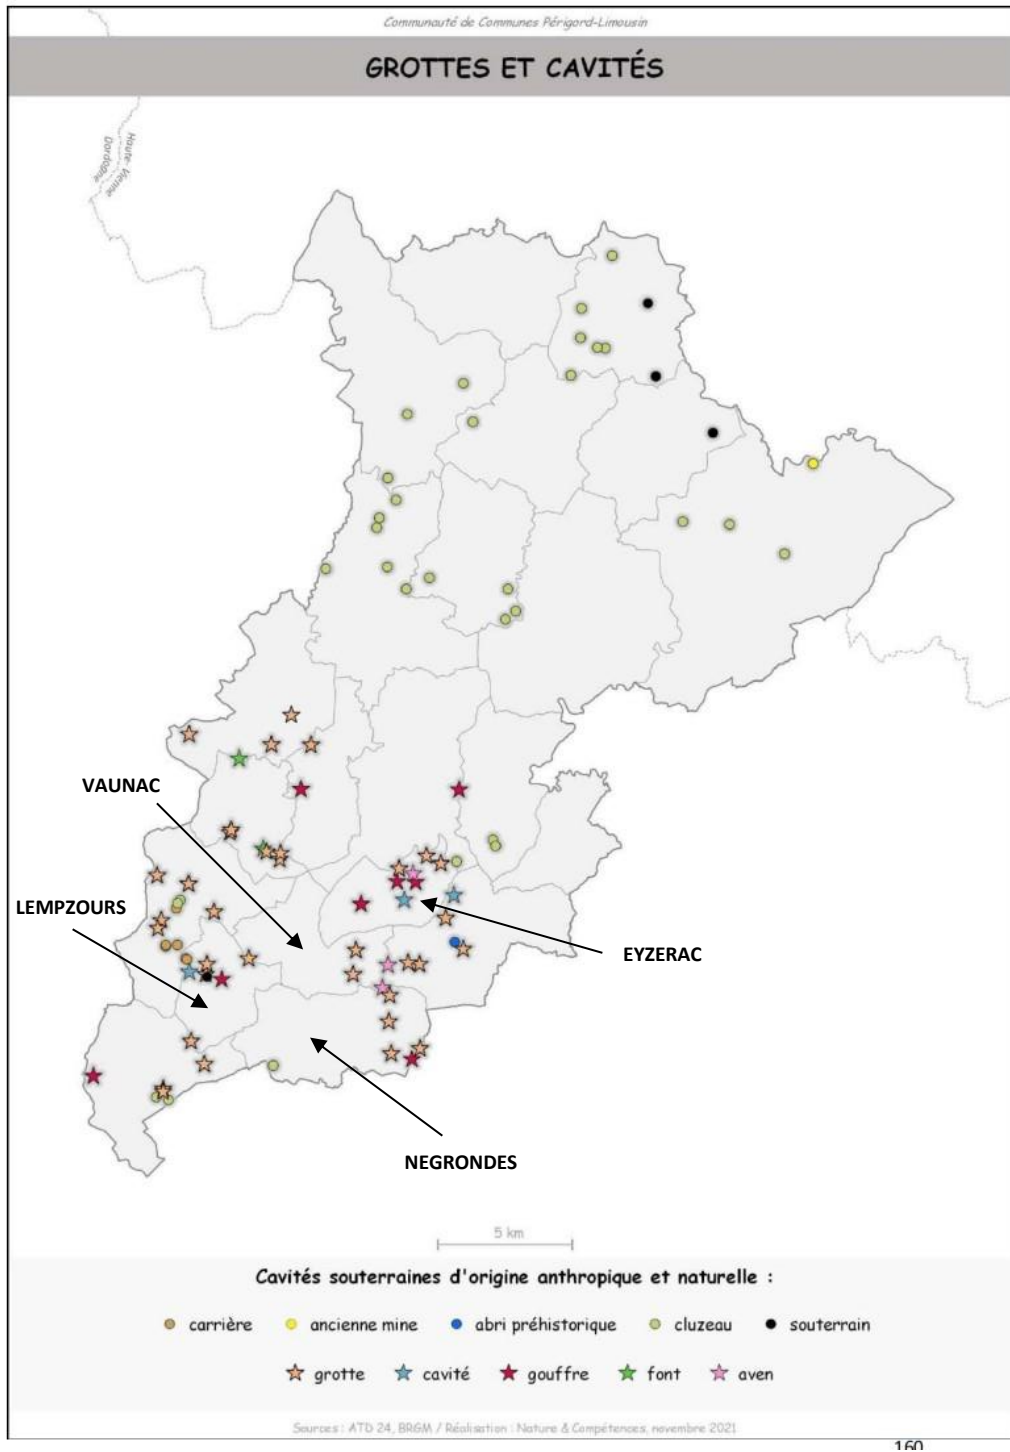 Communauté de Communes Périgord-Limousin
GROTTES ET CAVITÉS
Haute-Vienne
Dordogne
VAUNAC
LEMPZOURS
EYZERAC
NEGRONDES
5 km
Cavités souterraines d'origine anthropique et naturelle :
carrière ancienne mine abri préhistorique cluzeau souterrain
grotte cavité gouffre font aven
Sources : ATD 24, BRGM / Réalisation : Nature & Compétences, novembre 2021
160